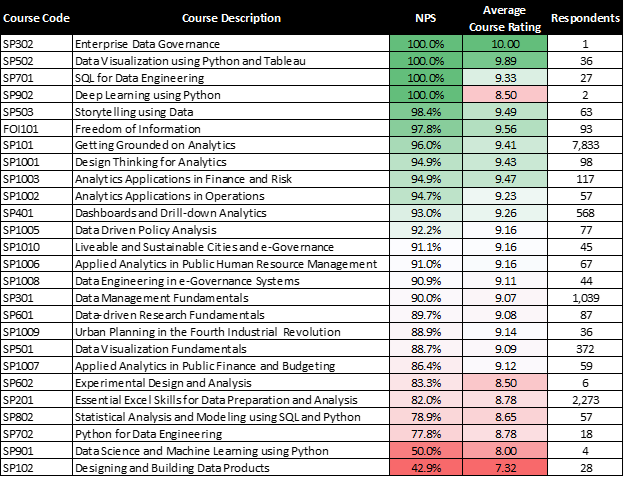 Course Code Course Description NPS Average Course Rating Respondents
SP302 Enterprise Data Governance 100.0% 10.00 1
SP502 Data Visualization using Python and Tableau 100.0% 9.89 36
SP701 SQL for Data Engineering 100.0% 9.33 27
SP902 Deep Learning using Python 100.0% 8.50 2
SP503 Storytelling using Data 98.4% 9.49 63
FOI101 Freedom of Information 97.8% 9.56 93
SP101 Getting Grounded on Analytics 96.0% 9.41 7,833
SP1001 Design Thinking for Analytics 94.9% 9.43 98
SP1003 Analytics Applications in Finance and Risk 94.9% 9.47 117
SP1002 Analytics Applications in Operations 94.7% 9.23 57
SP401 Dashboards and Drill-down Analytics 93.0% 9.26 568
SP1005 Data Driven Policy Analysis 92.2% 9.16 77
SP1010 Liveable and Sustainable Cities and e-Governance 91.1% 9.16 45
SP1006 Applied Analytics in Public Human Resource Management 91.0% 9.16 67
SP1008 Data Engineering in e-Governance Systems 90.9% 9.11 44
SP301 Data Management Fundamentals 90.0% 9.07 1,039
SP601 Data-driven Research Fundamentals 89.7% 9.08 87
SP1009 Urban Planning in the Fourth Industrial Revolution 88.9% 9.14 36
SP501 Data Visualization Fundamentals 88.7% 9.09 372
SP1007 Applied Analytics in Public Finance and Budgeting 86.4% 9.12 59
SP602 Experimental Design and Analysis 83.3% 8.50 6
SP201 Essential Excel Skills for Data Preparation and Analysis 82.0% 8.78 2,273
SP802 Statistical Analysis and Modeling using SQL and Python 78.9% 8.65 57
SP702 Python for Data Engineering 77.8% 8.78 18
SP901 Data Science and Machine Learning using Python 50.0% 8.00 4
SP102 Designing and Building Data Products 42.9% 7.32 28